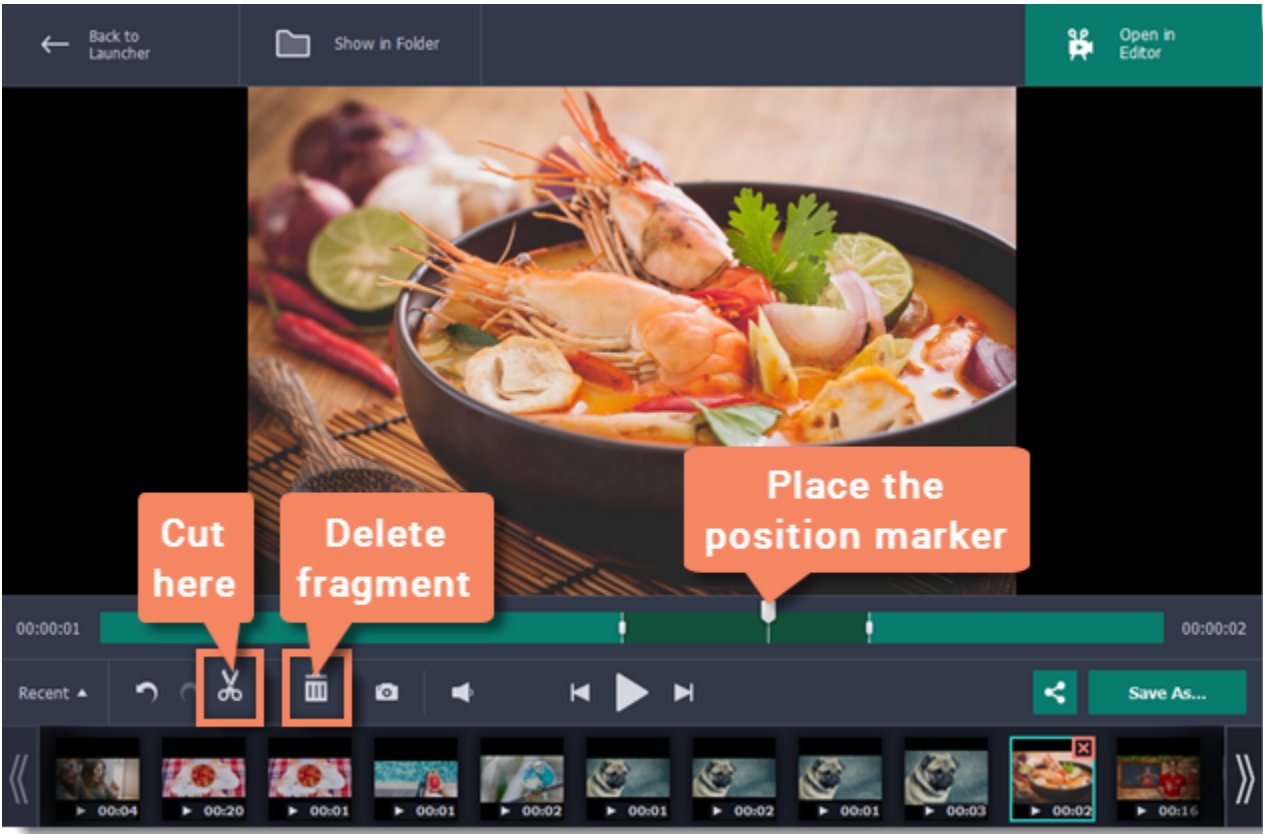 Back to
Launcher
Show in Folder
Open in
Editor
Place the
position marker
Cut
here
Delete
fragment
00:00:01
00:00:02
Recent
Save As...
00:04
00:20
00:01
00:01
00:02
00:01
00:02
00:01
00:03
00:02
00:16